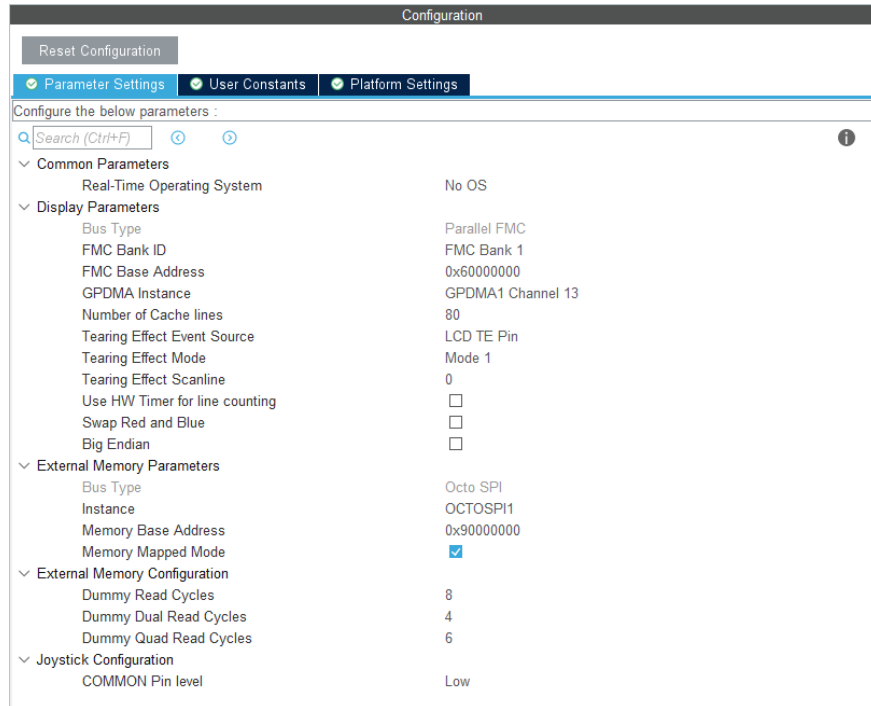 Configuration
Reset Configuration
Parameter Settings User Constants Platform Settings
Configure the below parameters :
Search (Ctrl+F)
Common Parameters
Real-Time Operating System No OS
Display Parameters
Bus Type Parallel FMC
FMC Bank ID FMC Bank 1
FMC Base Address 0x60000000
GPDMA Instance GPDMA1 Channel 13
Number of Cache lines 80
Tearing Effect Event Source LCD TE Pin
Tearing Effect Mode Mode 1
Tearing Effect Scanline 0
Use HW Timer for line counting
Swap Red and Blue
Big Endian
External Memory Parameters
Bus Type Octo SPI
Instance OCTOSPI1
Memory Base Address 0x90000000
Memory Mapped Mode
External Memory Configuration
Dummy Read Cycles 8
Dummy Dual Read Cycles 4
Dummy Quad Read Cycles 6
Joystick Configuration
COMMON Pin level Low